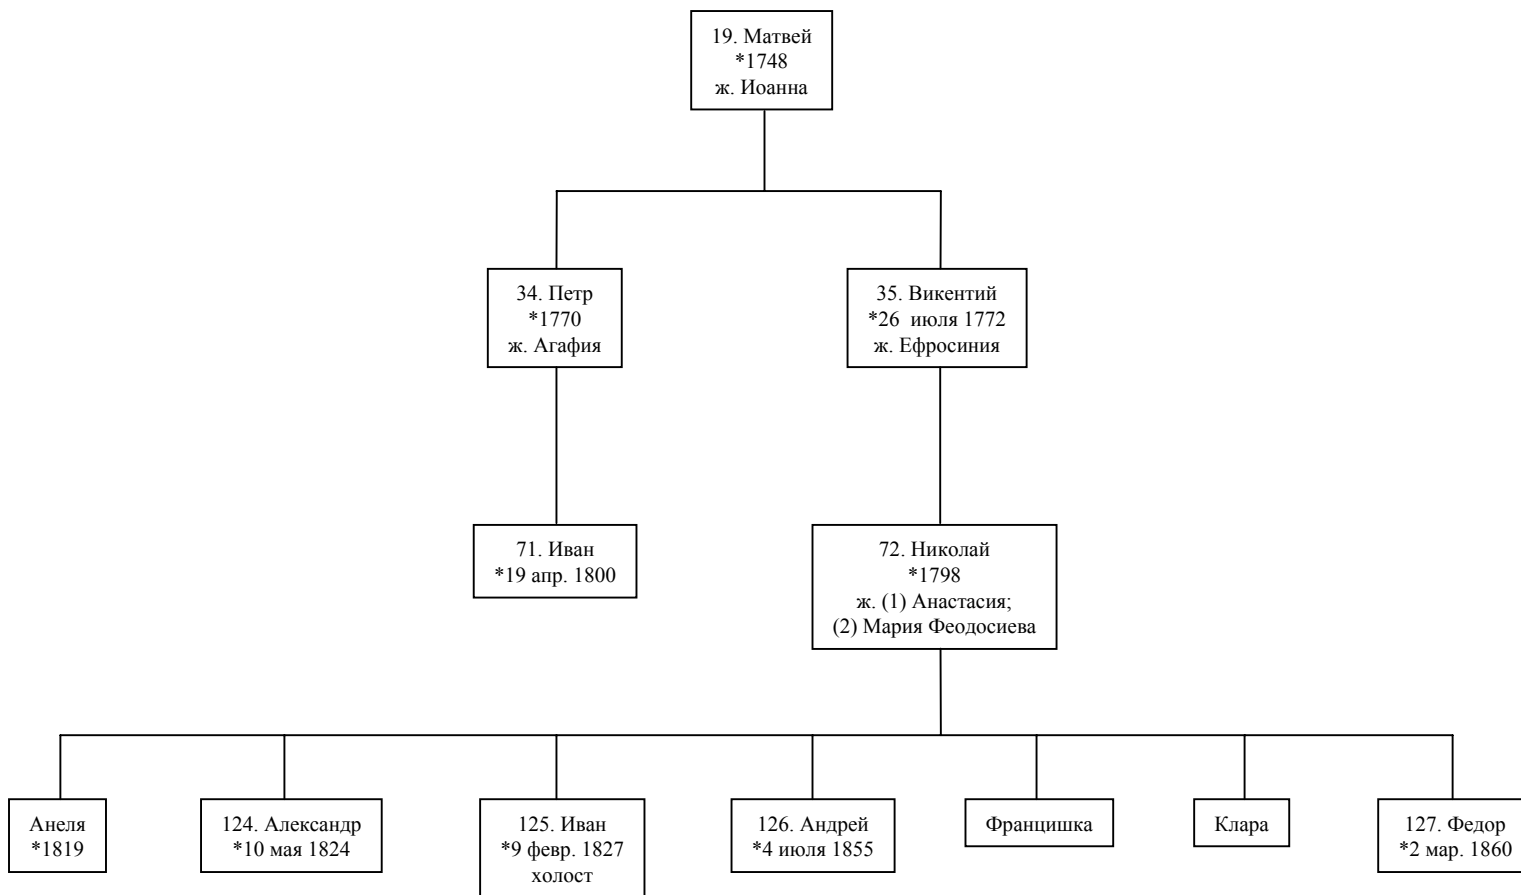 19. Матвей
*1748
ж. Иоанна
34. Петр
*1770
ж. Агафия
35. Викентий
*26 июля 1772
ж. Ефросиния
71. Иван
*19 апр. 1800
72. Николай
*1798
ж. (1) Анастасия;
(2) Мария Феодосиева
Анеля
*1819
124. Александр
*10 мая 1824
125. Иван
*9 февр. 1827
холост
126. Андрей
*4 июля 1855
Францишка
Клара
127. Федор
*2 мар. 1860